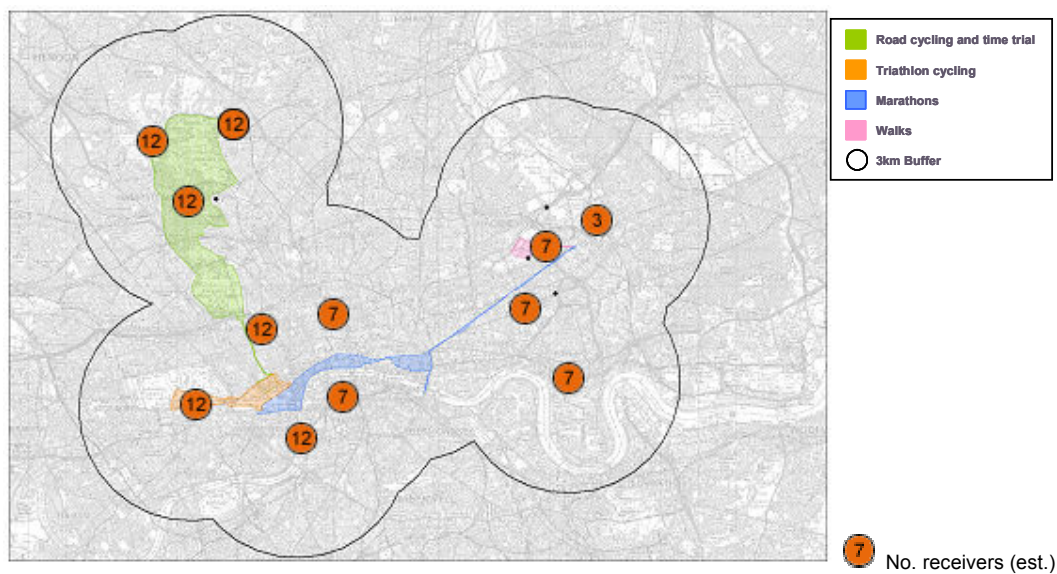 Road cycling and time trial
Triathlon cycling
Marathons
Walks
3km Buffer
12
12
12
3
7
7
7
12
7
12
7
12
7 No. receivers (est.)